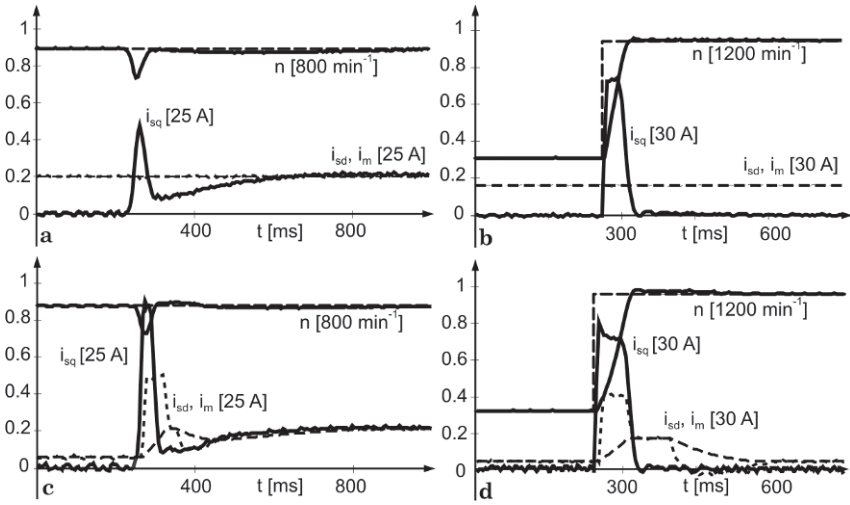 1
0.8
0.6
0.4
0.2
0
n [800 min⁻¹]
i_sq [25 A]
i_sd, i_m [25 A]
400
t [ms]
800
a
1
0.8
0.6
0.4
0.2
0
n [1200 min⁻¹]
i_sq [30 A]
i_sd, i_m [30 A]
300
t [ms]
600
b
1
0.8
0.6
0.4
0.2
0
n [800 min⁻¹]
i_sq [25 A]
i_sd, i_m [25 A]
400
t [ms]
800
c
1
0.8
0.6
0.4
0.2
0
n [1200 min⁻¹]
i_sq [30 A]
i_sd, i_m [30 A]
300
t [ms]
600
d